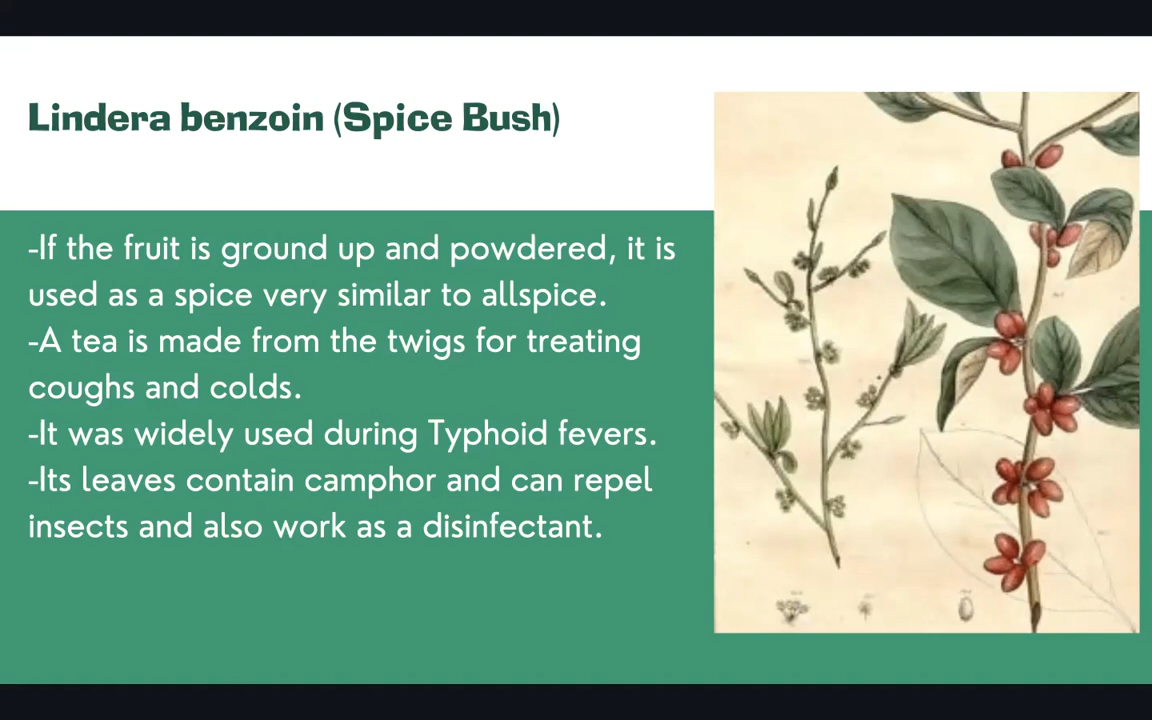 Lindera benzoin (Spice Bush)
-If the fruit is ground up and powdered, it is
used as a spice very similar to allspice.
-A tea is made from the twigs for treating
coughs and colds.
-It was widely used during Typhoid fevers.
-Its leaves contain camphor and can repel
insects and also work as a disinfectant.